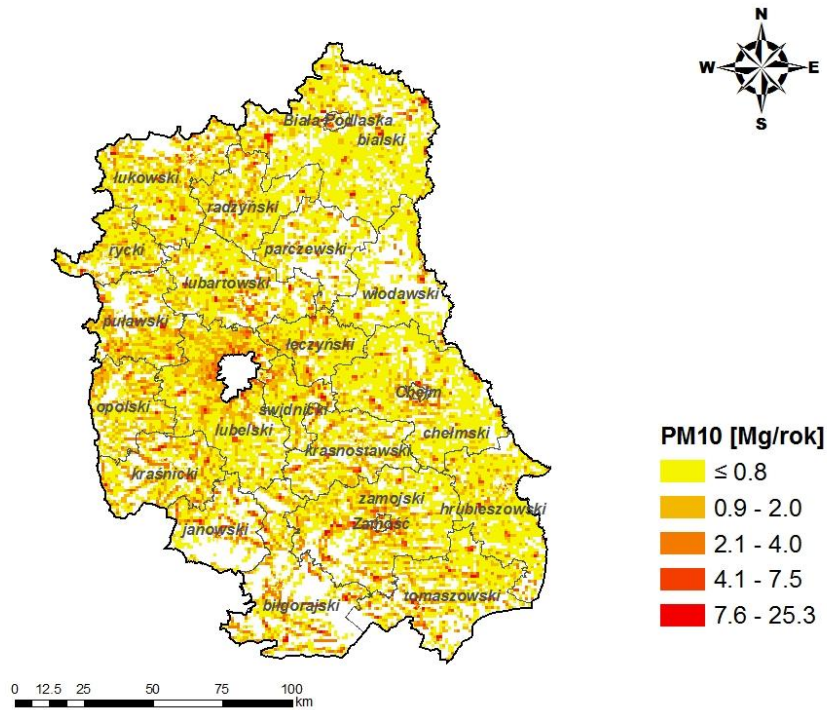 N
W E
S
Biała Podlaska
bialski
łukowski
radzyński
rycki
parczewski
lubartowski
włodawski
puławski
łęczyński
Chełm
opolski
świdnicki
lubelski
chełmski
krasnostawski
kraśnicki
zamojski
hrubieszowski
Zamość
janowski
tomaszowski
biłgorajski
PM10 [Mg/rok]
≤ 0.8
0.9 - 2.0
2.1 - 4.0
4.1 - 7.5
7.6 - 25.3
0 12.5 25 50 75 100
km